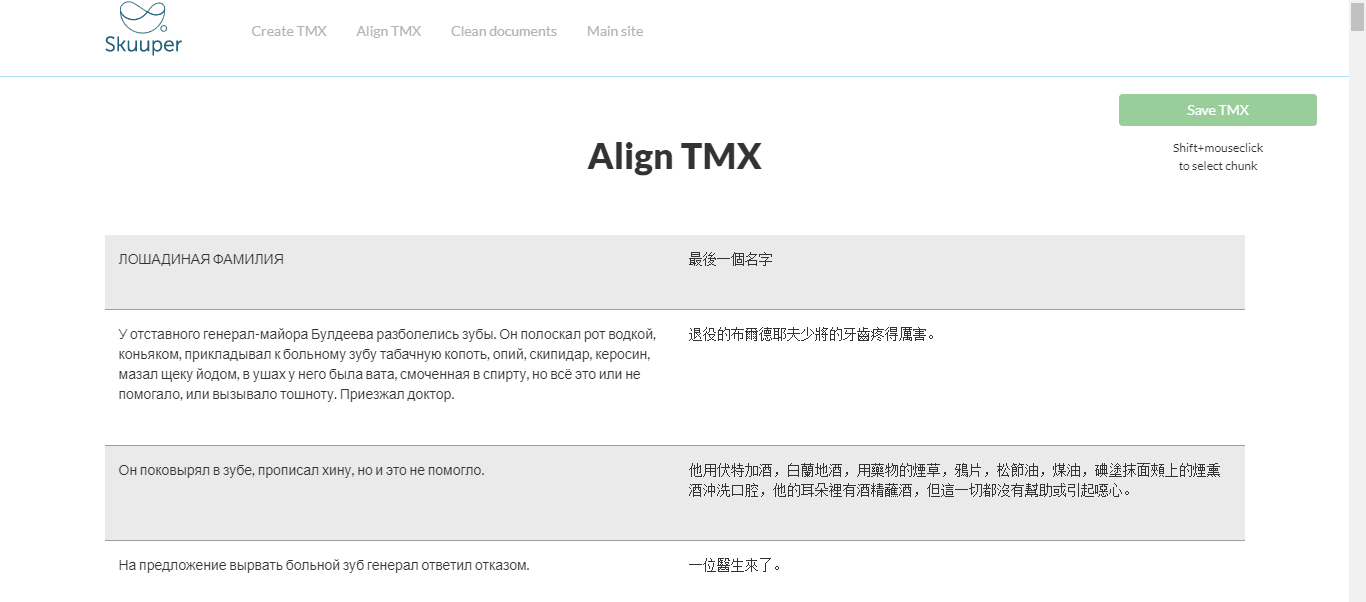 Skuuper
Create TMX
Align TMX
Clean documents
Main site
Save TMX
Shift+mouseclick
to select chunk
Align TMX
ЛОШАДИНАЯ ФАМИЛИЯ
最後一個名字
У отставного генерал-майора Булдеева разболелись зубы. Он полоскал рот водкой,
коньяком, прикладывал к больному зубу табачную копоть, опий, скипидар, керосин,
мазал щеку йодом, в ушах у него была вата, смоченная в спирту, но всё это или не
помогало, или вызывало тошноту. Приезжал доктор.
退役的布爾德耶夫少將的牙齒疼得厲害。
Он поковырял в зубе, прописал хину, но и это не помогло.
他用伏特加酒，白蘭地酒，用藥物的煙草，鴉片，松節油，煤油，碘塗抹面頰上的煙熏
酒沖洗口腔，他的耳朵裡有酒精蘸酒，但這一切都沒有幫助或引起噁心。
На предложение вырвать больной зуб генерал ответил отказом.
一位醫生來了。